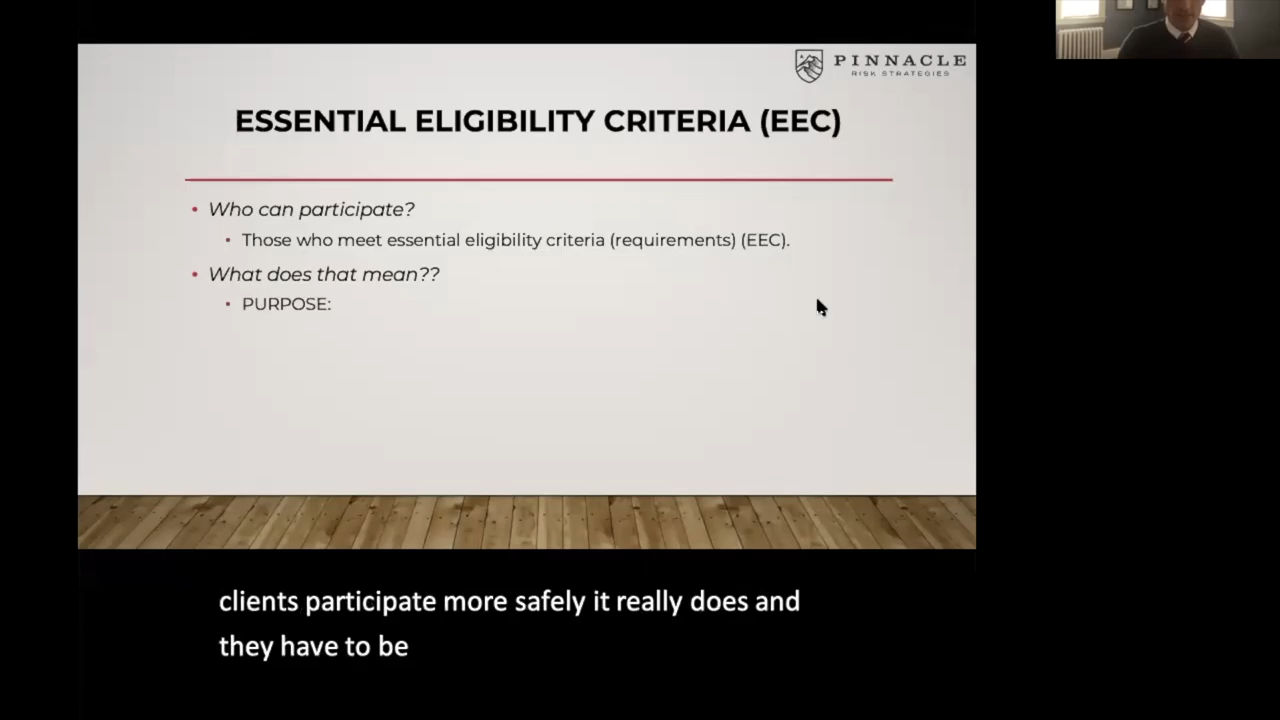 PINNACLE
RISK STRATEGIES
ESSENTIAL ELIGIBILITY CRITERIA (EEC)
• Who can participate?
• Those who meet essential eligibility criteria (requirements) (EEC).
• What does that mean??
• PURPOSE:
clients participate more safely it really does and
they have to be